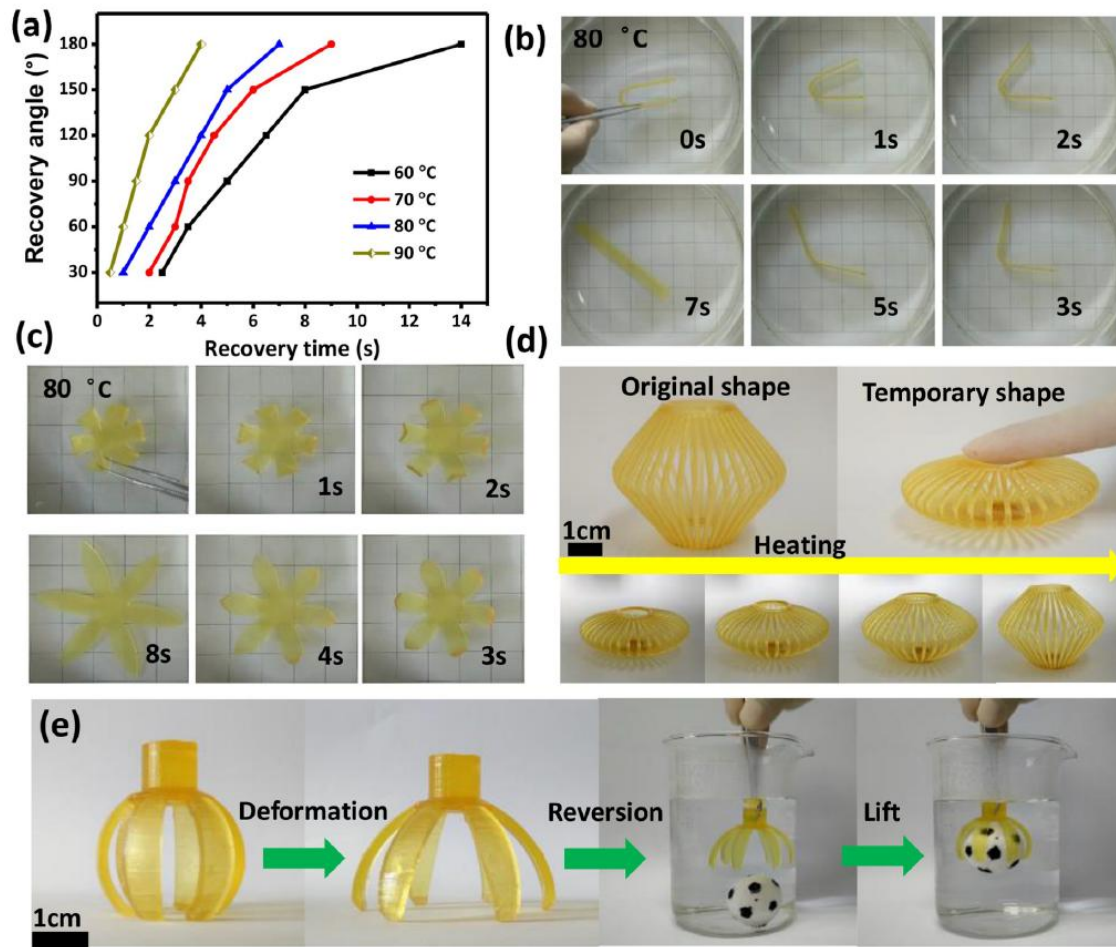 (a)
Recovery angle (°)
180
150
120
90
60
30
60 °C
70 °C
80 °C
90 °C
0 2 4 6 8 10 12 14
Recovery time (s)
(b)
80 °C
0s
1s
2s
7s
5s
3s
(c)
80 °C
1s
2s
8s
4s
3s
(d)
Original shape
Temporary shape
1cm
Heating
(e)
Deformation
Reversion
Lift
1cm